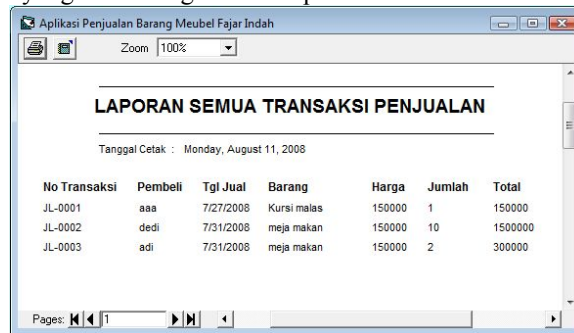 Aplikasi Penjualan Barang Meubel Fajar Indah
Zoom 100%
LAPORAN SEMUA TRANSAKSI PENJUALAN
Tanggal Cetak : Monday, August 11, 2008
No Transaksi Pembeli Tgl Jual Barang Harga Jumlah Total
JL-0001 aaa 7/27/2008 Kursi malas 150000 1 150000
JL-0002 dedi 7/31/2008 meja makan 150000 10 1500000
JL-0003 adi 7/31/2008 meja makan 150000 2 300000
Pages: 1